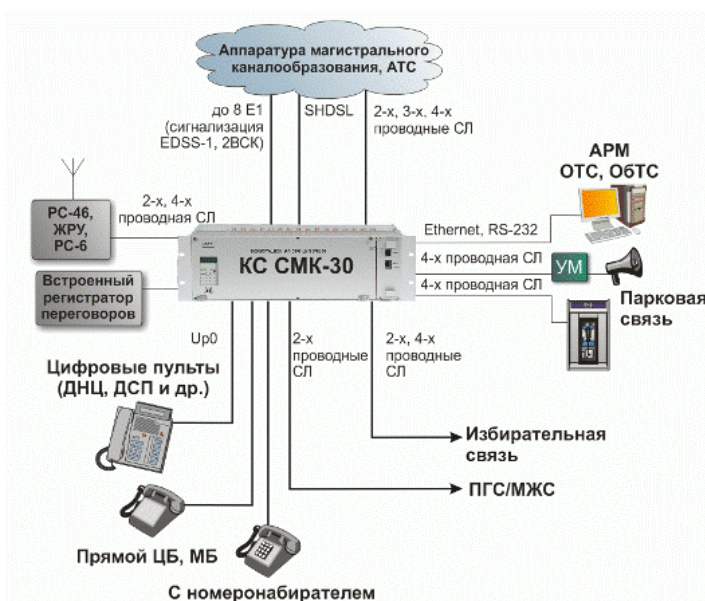 Аппаратура магистрального
каналообразования, АТС
до 8 Е1
(сигнализация
EDSS-1, 2ВСК)
SHDSL
2-х, 3-х, 4-х
проводные СЛ
АРМ
ОТС, ОбТС
РС-46,
ЖРУ,
РС-6
2-х, 4-х
проводная СЛ
Ethernet, RS-232
КС СМК-30
4-х проводная СЛ
УМ
4-х проводная СЛ
Парковая
связь
Встроенный
регистратор
переговоров
Up0
2-х
проводные
СЛ
2-х, 4-х
проводные
СЛ
Цифровые пульты
(ДНЦ, ДСП и др.)
Избирательная
связь
ПГС/МЖС
Прямой ЦБ, МБ
С номеронабирателем